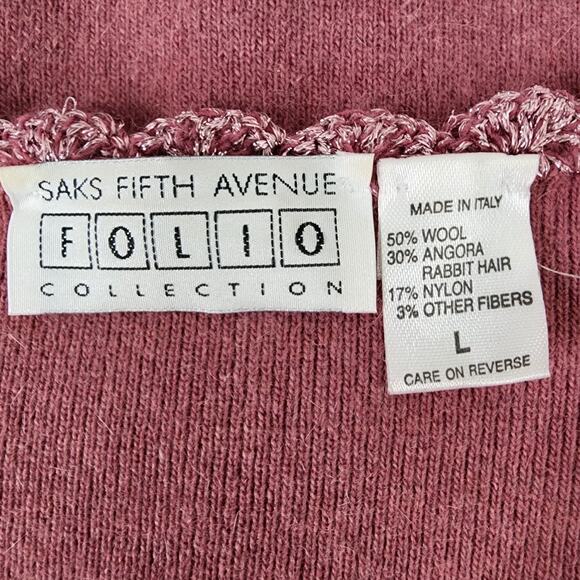 SAKS FIFTH AVENUE
FOLIO
COLLECTION
MADE IN ITALY
50% WOOL
30% ANGORA
RABBIT HAIR
17% NYLON
3% OTHER FIBERS
L
CARE ON REVERSE